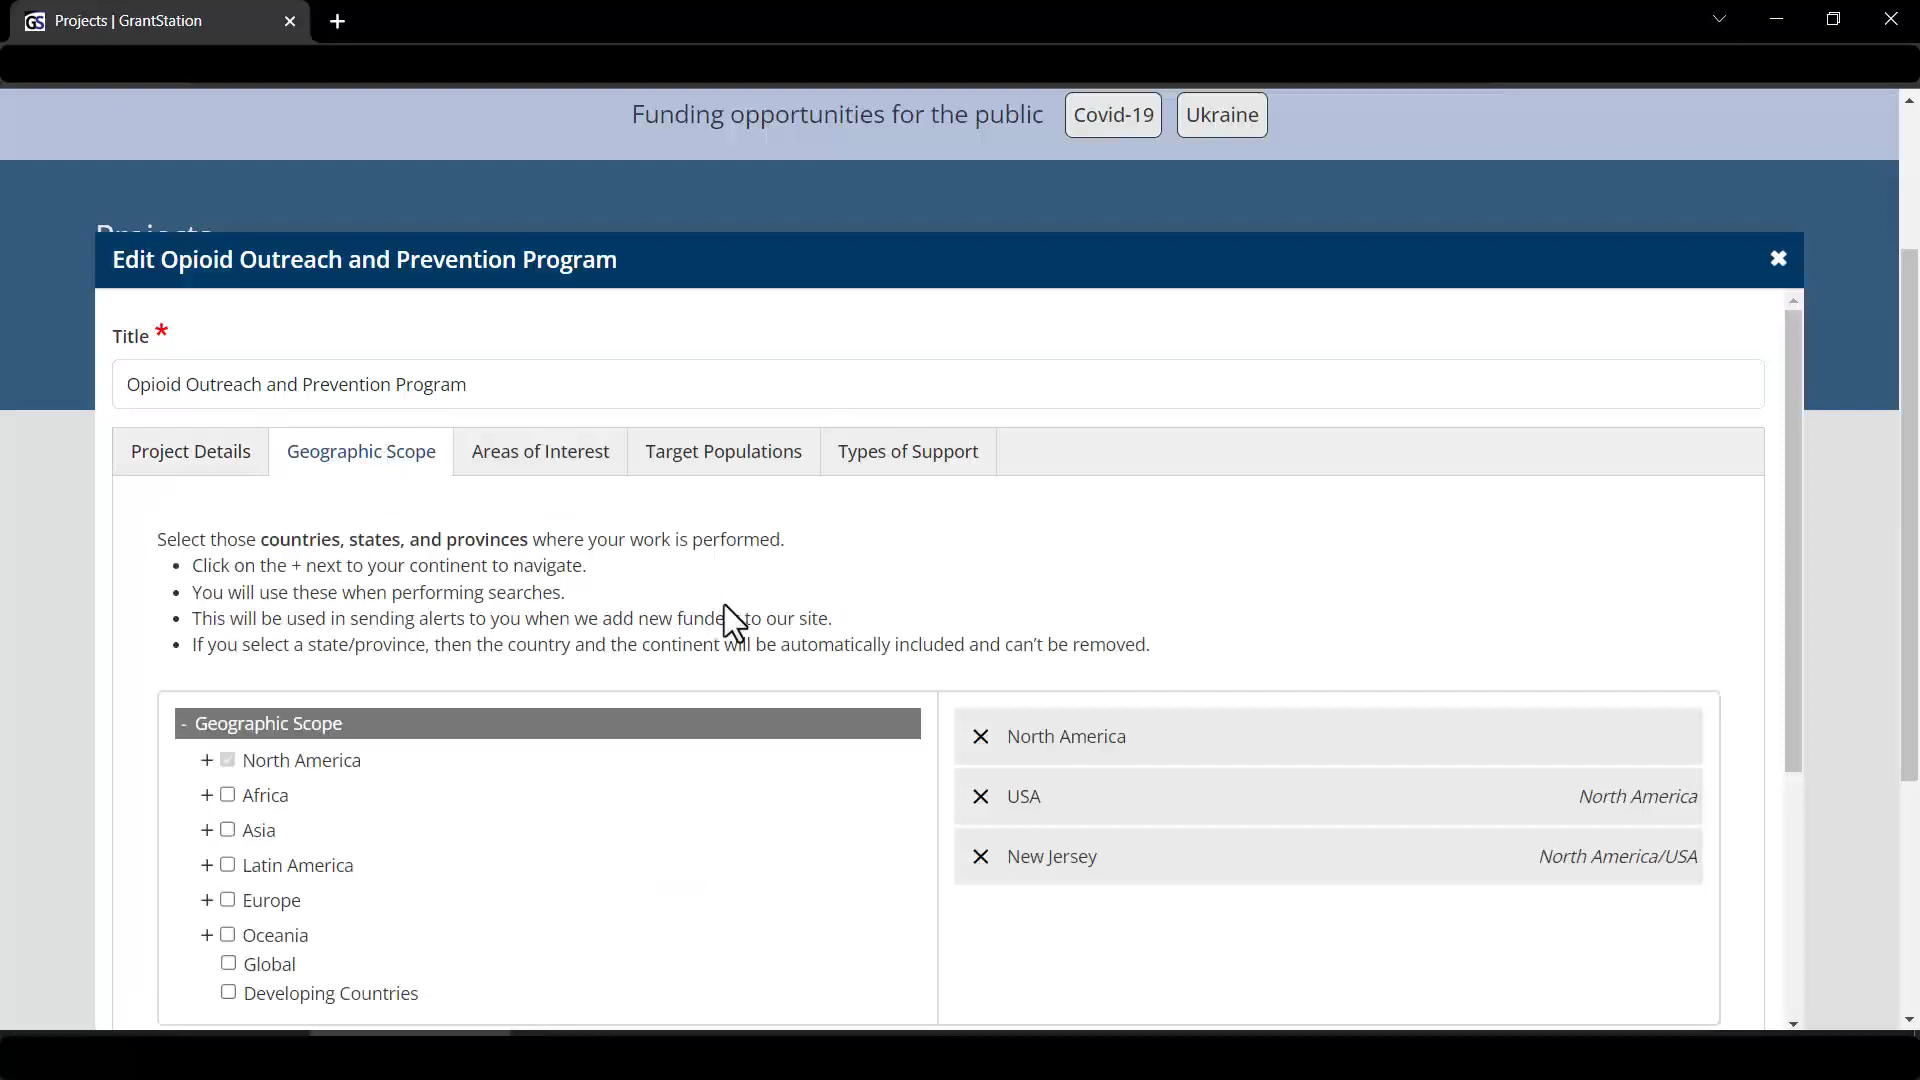 GS Projects | GrantStation
Funding opportunities for the public Covid-19 Ukraine
Projects
Edit Opioid Outreach and Prevention Program
Title *
Opioid Outreach and Prevention Program
Project Details Geographic Scope Areas of Interest Target Populations Types of Support
Select those countries, states, and provinces where your work is performed.
• Click on the + next to your continent to navigate.
• You will use these when performing searches.
• This will be used in sending alerts to you when we add new funders to our site.
• If you select a state/province, then the country and the continent will be automatically included and can't be removed.
- Geographic Scope
+ North America
+ Africa
+ Asia
+ Latin America
+ Europe
+ Oceania
Global
Developing Countries
North America
USA North America
New Jersey North America/USA